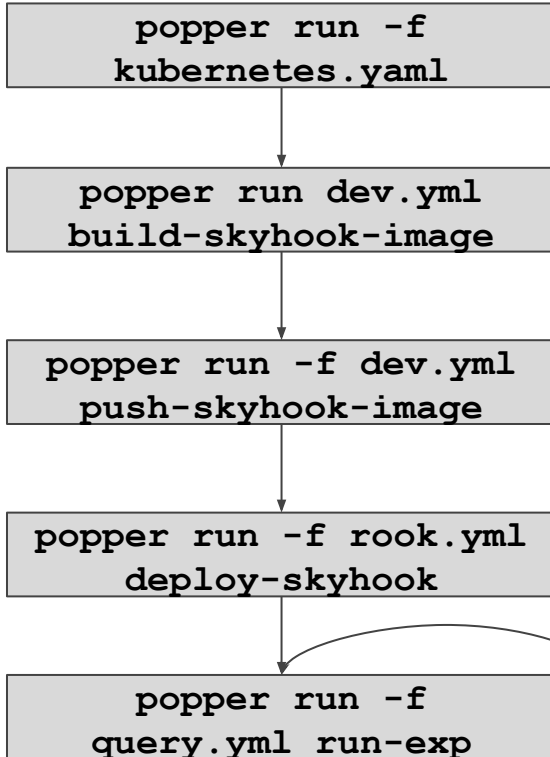 popper run -f
kubernetes.yaml
popper run dev.yml
build-skyhook-image
popper run -f dev.yml
push-skyhook-image
popper run -f rook.yml
deploy-skyhook
popper run -f
query.yml run-exp